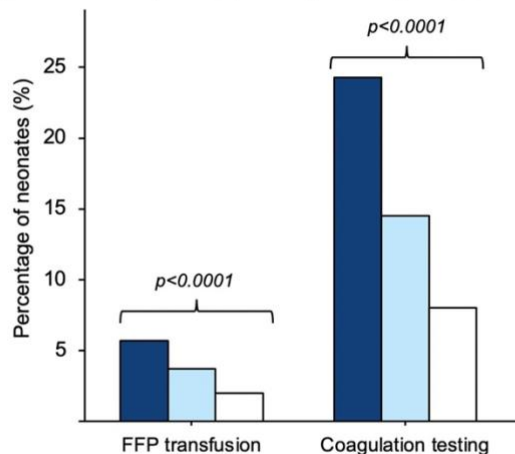 p<0.0001
p<0.0001
Percentage of neonates (%)
25
20
15
10
5
FFP transfusion
Coagulation testing